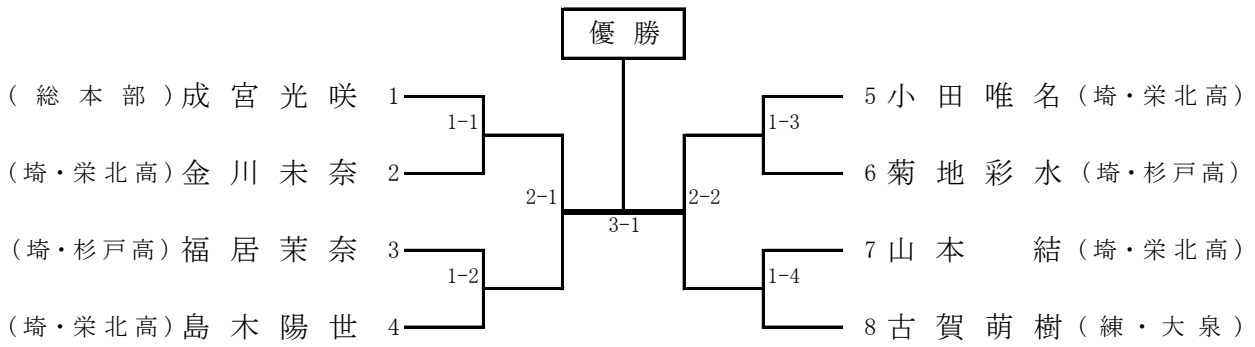 優勝
(総本部)成宮光咲 1
1-1
(埼・栄北高)金川未奈 2
2-1
(埼・杉戸高)福居茉奈 3
1-2
(埼・栄北高)島木陽世 4
3-1
5 小田唯名(埼・栄北高)
1-3
6 菊地彩水(埼・杉戸高)
2-2
7 山本 結(埼・栄北高)
1-4
8 古賀萌樹(練・大泉)